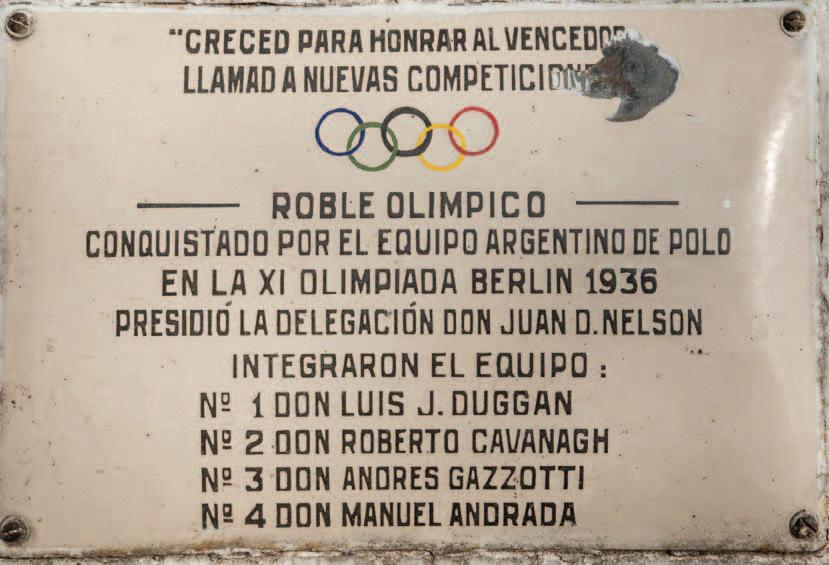 "CRECED PARA HONRAR AL VENCEDOR
LLAMAD A NUEVAS
ROBLE OLIMPICO
CONQUISTADO POR EL EQUIPO ARGENTINO DE POLO
EN LA XI OLIMPIADA BERLIN 1936
PRESIDIÓ LA DELEGACIÓN DON JUAN D. NELSON
INTEGRARON EL EQUIPO :
Nº 1 DON LUIS J. DUGGAN
Nº 2 DON ROBERTO CAVANAGH
Nº 3 DON ANDRES GAZZOTTI
Nº 4 DON MANUEL ANDRADA